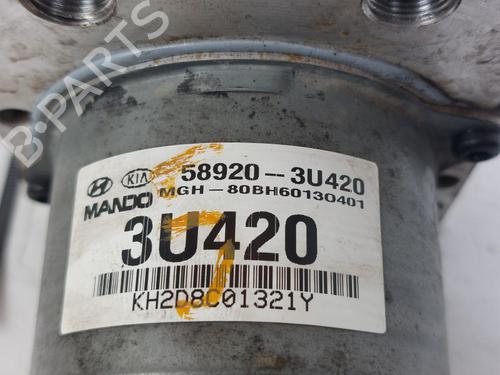 B-PARTS
KIA 58920--3U420
MANDO MGH-80BH60130401
3U420
KH2D8C01321Y